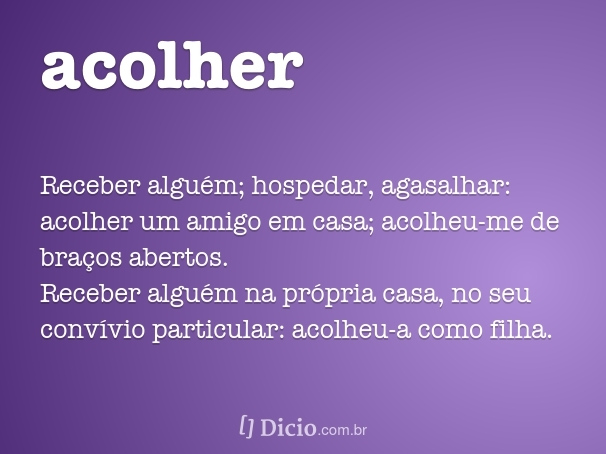 acolher
Receber alguém; hospedar, agasalhar:
acolher um amigo em casa; acolheu-me de
braços abertos.
Receber alguém na própria casa, no seu
convívio particular: acolheu-a como filha.
[] Dicio.com.br